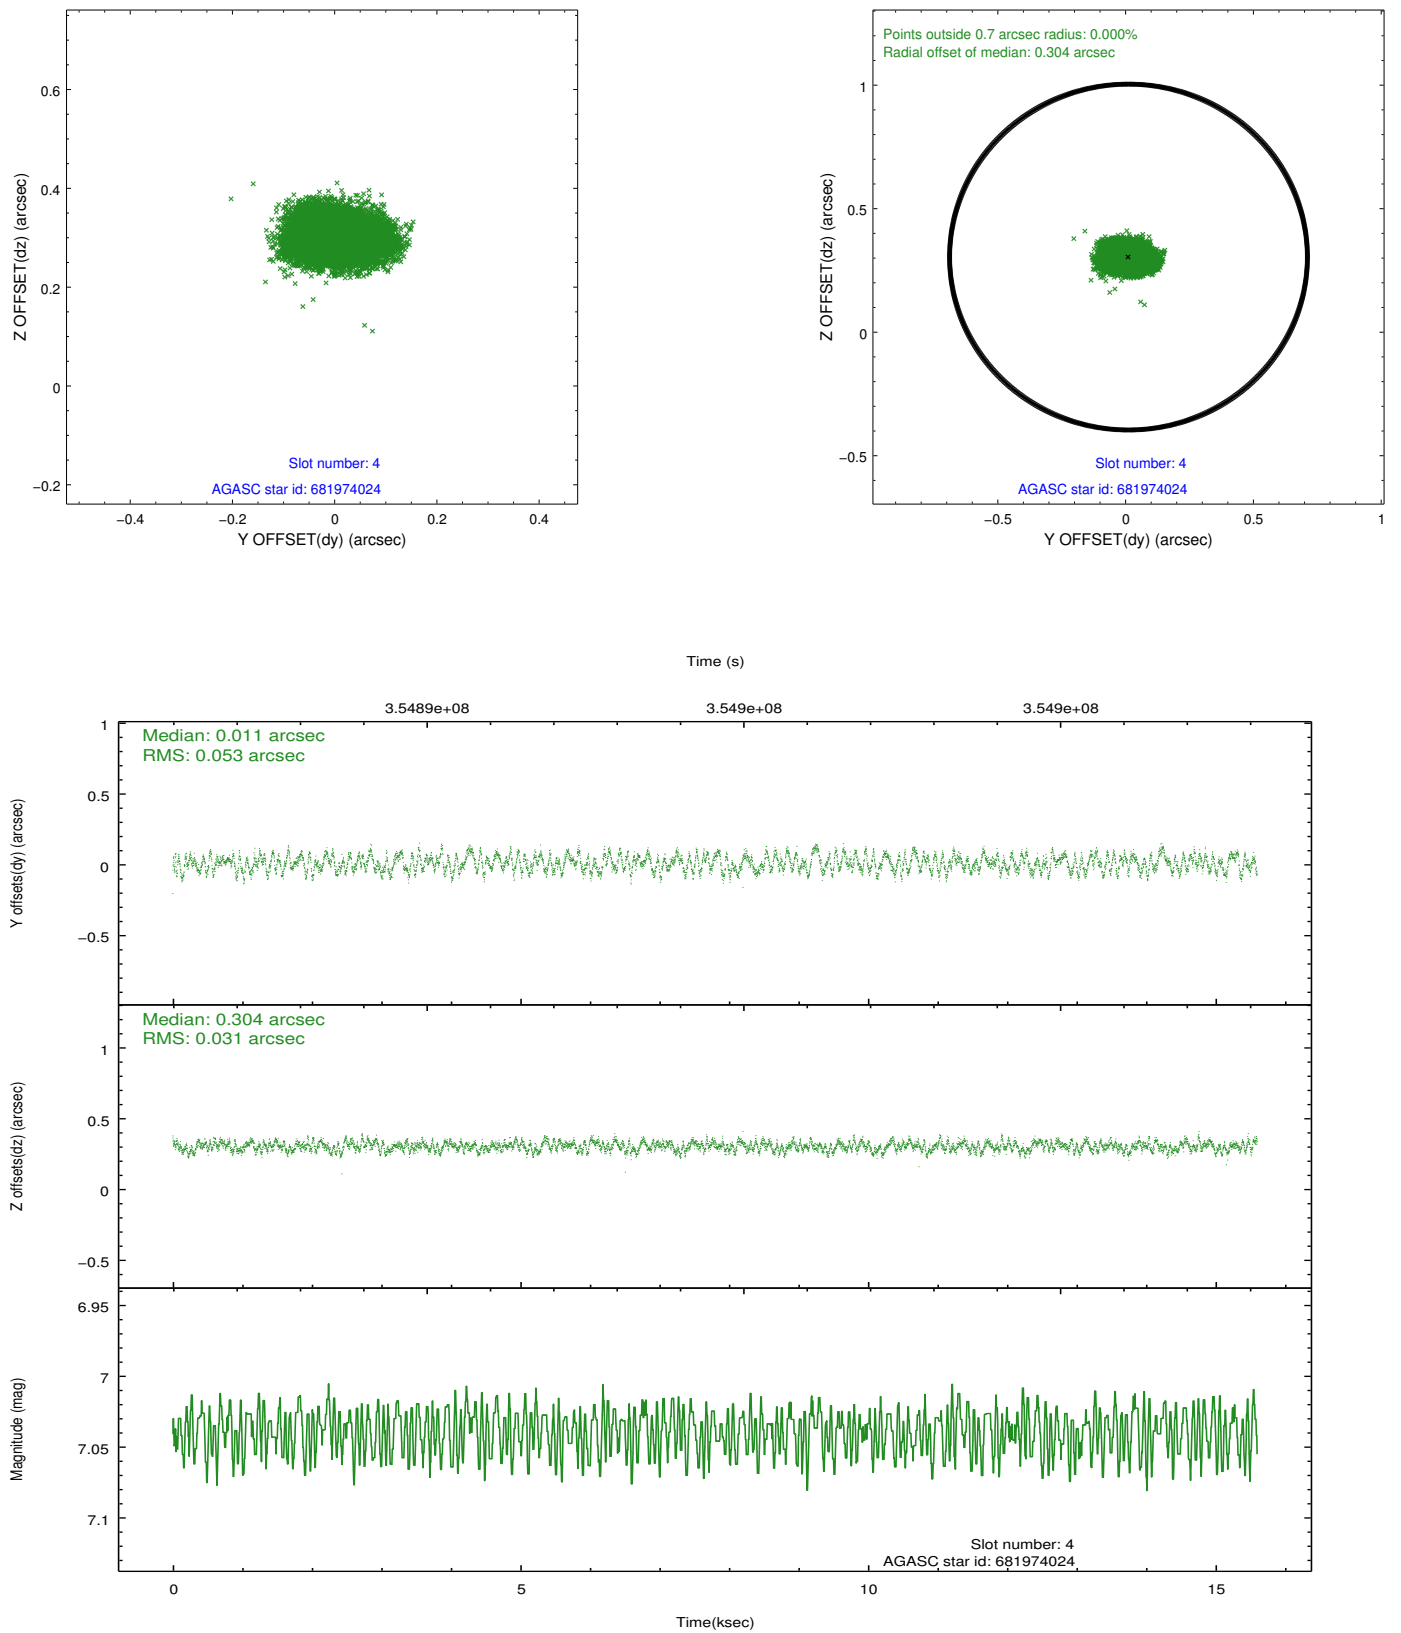 0.6
0.4
0.2
0
−0.2
Z OFFSET(dz) (arcsec)
Slot number: 4
AGASC star id: 681974024
−0.4 −0.2 0 0.2 0.4
Y OFFSET(dy) (arcsec)
Points outside 0.7 arcsec radius: 0.000%
Radial offset of median: 0.304 arcsec
1
0.5
0
−0.5
Z OFFSET(dz) (arcsec)
Slot number: 4
AGASC star id: 681974024
−0.5 0 0.5 1
Y OFFSET(dy) (arcsec)
Time (s)
3.5489e+08 3.549e+08 3.549e+08
Median: 0.011 arcsec
RMS: 0.053 arcsec
1
0.5
0
−0.5
Y offsets(dy) (arcsec)
Median: 0.304 arcsec
RMS: 0.031 arcsec
1
0.5
0
−0.5
Z offsets(dz) (arcsec)
6.95
7
7.05
7.1
Magnitude (mag)
Slot number: 4
AGASC star id: 681974024
0 5 10 15
Time(ksec)